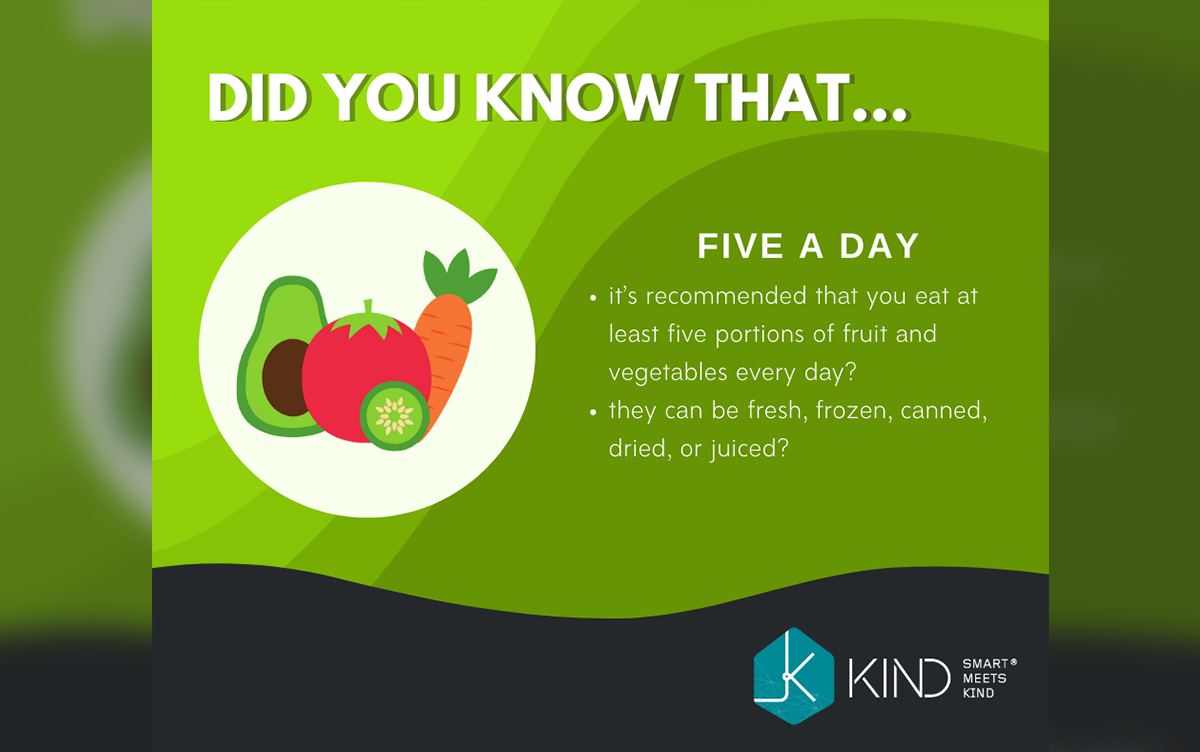 DID YOU KNOW THAT...
FIVE A DAY
• it's recommended that you eat at
least five portions of fruit and
vegetables every day?
• they can be fresh, frozen, canned,
dried, or juiced?
KIND
SMART®
MEETS
KIND